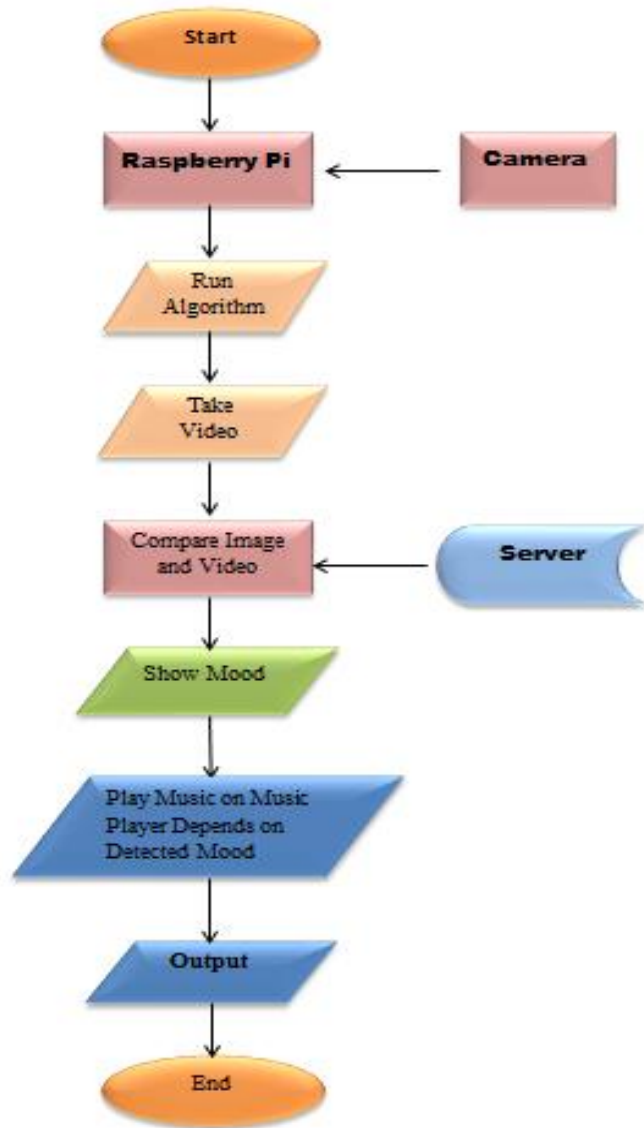 Start
Raspberry Pi
Camera
Run
Algorithm
Take
Video
Compare Image
and Video
Server
Show Mood
Play Music on Music
Player Depends on
Detected Mood
Output
End